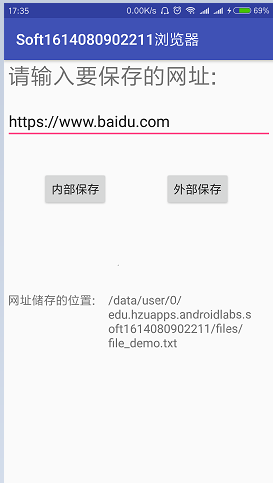 17:35 0.00K/s 69%
Soft1614080902211浏览器
请输入要保存的网址:
https://www.baidu.com
内部保存 外部保存
网址储存的位置: /data/user/0/
edu.hzuapps.androidlabs.s
oft1614080902211/files/
file_demo.txt